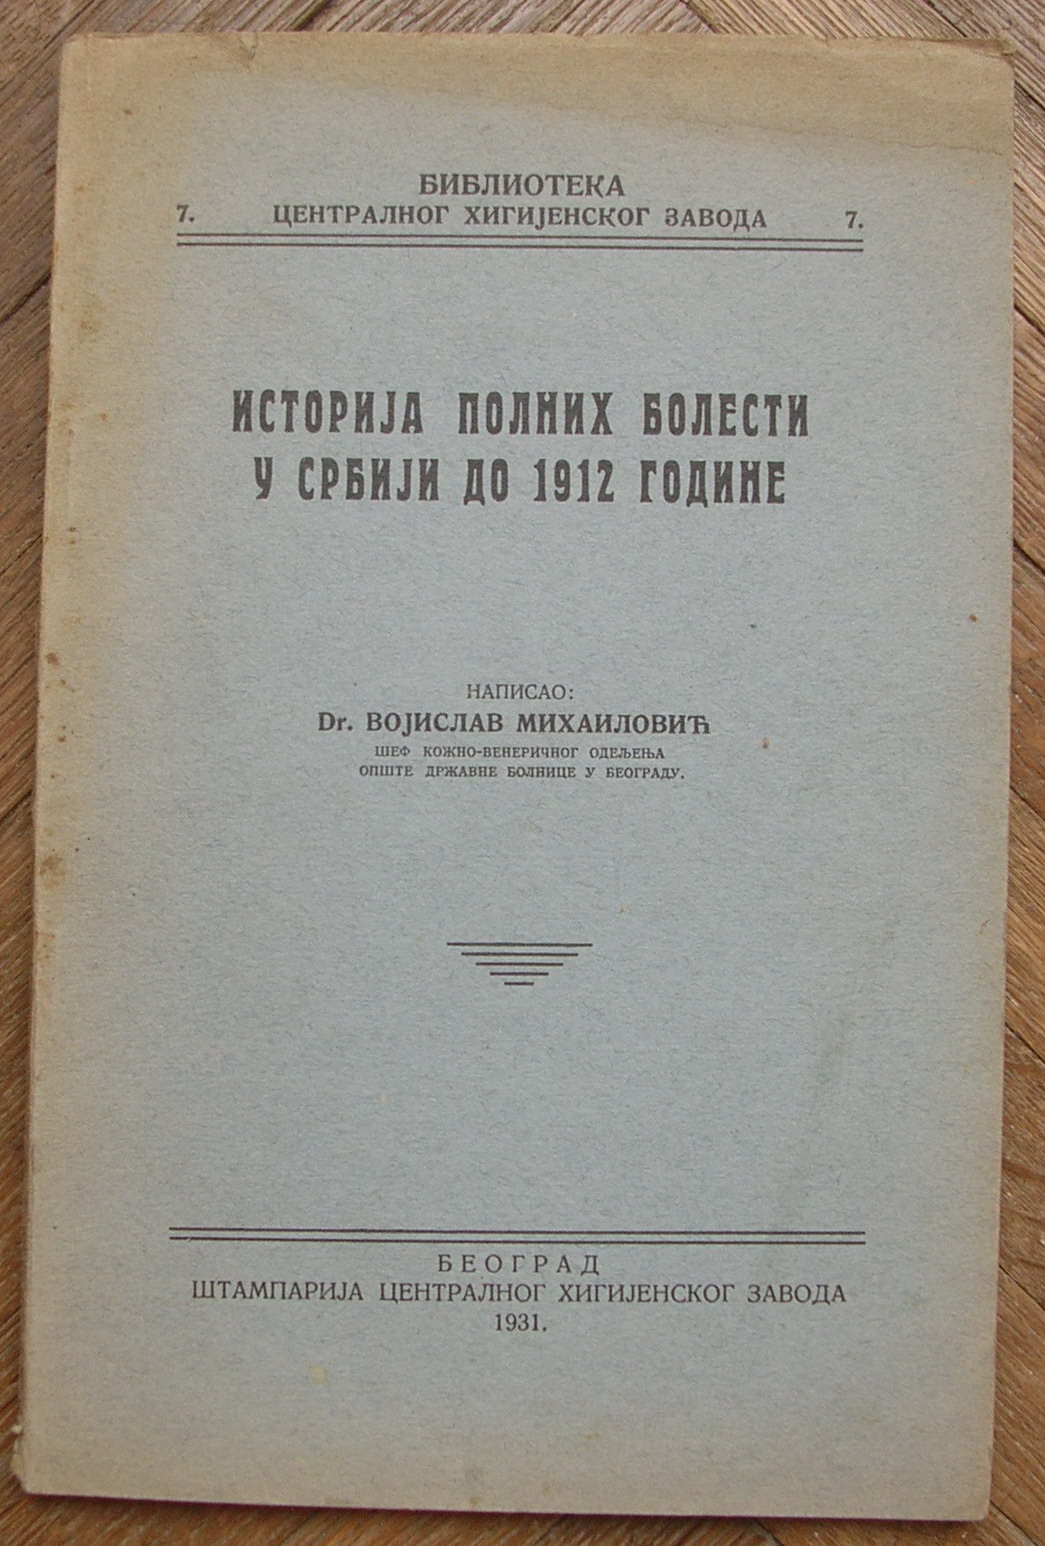 БИБЛИОТЕКА
7. ЦЕНТРАЛНОГ ХИГИЈЕНСКОГ ЗАВОДА 7.
ИСТОРИЈА ПОЛНИХ БОЛЕСТИ
У СРБИЈИ ДО 1912 ГОДИНЕ
НАПИСАО:
Dr. ВОЈИСЛАВ МИХАИЛОВИЋ
ШЕФ КОЖНО-ВЕНЕРИЧНОГ ОДЕЉЕЊА
ОПШТЕ ДРЖАВНЕ БОЛНИЦЕ У БЕОГРАДУ.
БЕОГРАД
ШТАМПАРИЈА ЦЕНТРАЛНОГ ХИГИЈЕНСКОГ ЗАВОДА
1931.